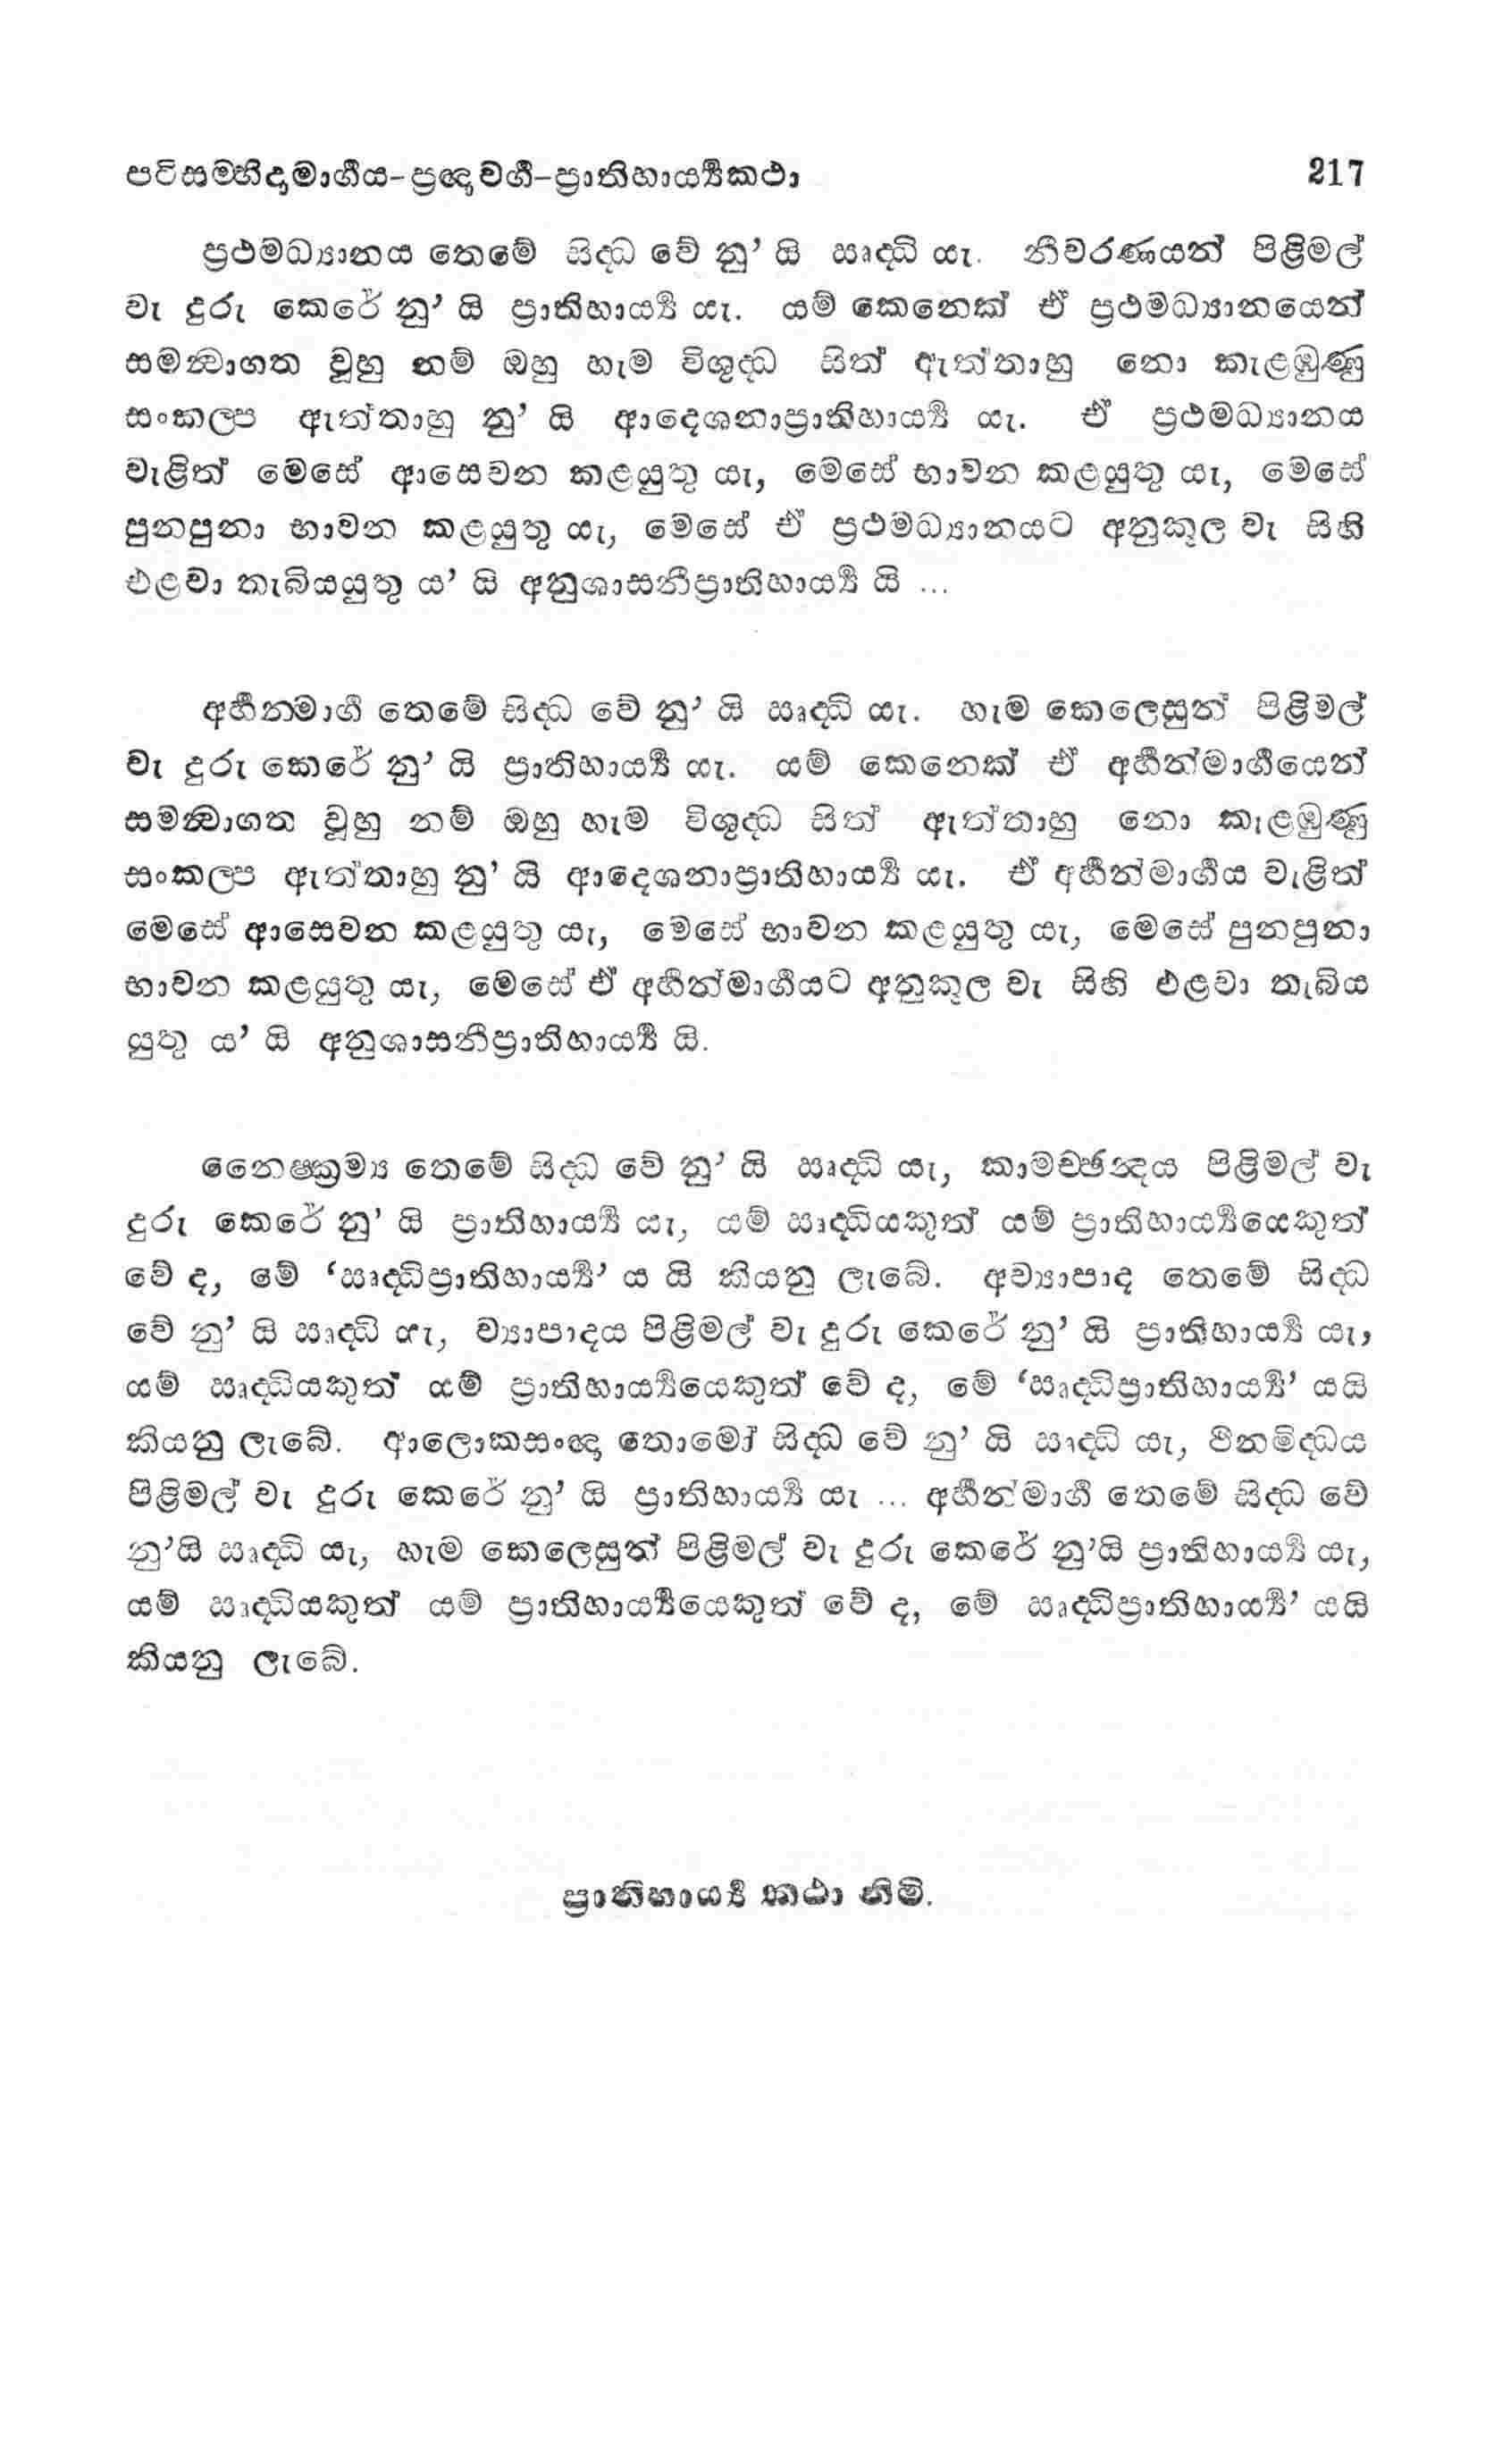 පටිසම්භිදාමාර්‍ගය-ප්‍රඥාවර්‍ග-ප්‍රාතිහාර්‍ය්‍යකථා 217
ප්‍රථමධ්‍යානය තෙමේ සිද්‍ධ වේ නු’ යි ඍද්‍ධි යැ. නීවරණයන් පිළිමල්
වැ දුරු කෙරේ නු’ යි ප්‍රාතිහාර්‍ය්‍ය යැ. යම් කෙනෙක් ඒ ප්‍රථමධ්‍යානයෙන්
සමන්‍වාගත වූහු නම් ඔහු හැම විශුද්‍ධ සිත් ඇත්තාහු නො කැළඹුණු
සංකල්‍ප ඇත්තාහු නු’ යි ආදෙශනාප්‍රාතිහාර්‍ය්‍ය යැ. ඒ ප්‍රථමධ්‍යානය
වැළිත් මෙසේ ආසෙවන කළයුතු යැ, මෙසේ භාවන කළයුතු යැ, මෙසේ
පුනපුනා භාවන කළයුතු යැ, මෙසේ ඒ ප්‍රථමධ්‍යානයට අනුකූල වැ සිහි
එළවා තැබියයුතු ය’ යි අනුශාසනීප්‍රාතිහාර්‍ය්‍ය යි ...
අර්‍හත්මාර්‍ග තෙමේ සිද්‍ධ වේ නු’ යි ඍද්‍ධි යැ. හැම කෙලෙසුන් පිළිමල්
වැ දුරු කෙරේ නු’ යි ප්‍රාතිහාර්‍ය්‍ය යැ. යම් කෙනෙක් ඒ අර්‍හත්මාර්‍ගයෙන්
සමන්‍වාගත වූහු නම් ඔහු හැම විශුද්‍ධ සිත් ඇත්තාහු නො කැළඹුණු
සංකල්‍ප ඇත්තාහු නු’ යි ආදෙශනාප්‍රාතිහාර්‍ය්‍ය යැ. ඒ අර්‍හත්මාර්‍ගය වැළිත්
මෙසේ ආසෙවන කළයුතු යැ, මෙසේ භාවන කළයුතු යැ, මෙසේ පුනපුනා
භාවන කළයුතු යැ, මෙසේ ඒ අර්‍හත්මාර්‍ගයට අනුකූල වැ සිහි එළවා තැබිය
යුතු ය’ යි අනුශාසනීප්‍රාතිහාර්‍ය්‍ය යි.
නෛෂ්ක්‍රම්‍ය තෙමේ සිද්‍ධ වේ නු’ යි ඍද්‍ධි යැ, කාමච්ඡන්‍දය පිළිමල් වැ
දුරු කෙරේ නු’ යි ප්‍රාතිහාර්‍ය්‍ය යැ, යම් ඍද්‍ධියකුත් යම් ප්‍රාතිහාර්‍ය්‍යයෙකුත්
වේ ද, මේ ‘ඍද්‍ධිප්‍රාතිහාර්‍ය්‍ය’ ය යි කියනු ලැබේ. අව්‍යාපාද තෙමේ සිද්‍ධ
වේ නු’ යි ඍද්‍ධි යැ, ව්‍යාපාදය පිළිමල් වැ දුරු කෙරේ නු’ යි ප්‍රාතිහාර්‍ය්‍ය යැ,
යම් ඍද්‍ධියකුත් යම් ප්‍රාතිහාර්‍ය්‍යයෙකුත් වේ ද, මේ ‘ඍද්‍ධිප්‍රාතිහාර්‍ය්‍ය’ යයි
කියනු ලැබේ. ආලොකසංඥා තොමෝ සිද්‍ධ වේ නු’ යි ඍද්‍ධි යැ, ථිනමිද්‍ධය
පිළිමල් වැ දුරු කෙරේ නු’ යි ප්‍රාතිහාර්‍ය්‍ය යැ ... අර්‍හත්මාර්‍ග තෙමේ සිද්‍ධ වේ
නු’යි ඍද්‍ධි යැ, හැම කෙලෙසුන් පිළිමල් වැ දුරු කෙරේ නු’යි ප්‍රාතිහාර්‍ය්‍ය යැ,
යම් ඍද්‍ධියකුත් යම් ප්‍රාතිහාර්‍ය්‍යයෙකුත් වේ ද, මේ ඍද්‍ධිප්‍රාතිහාර්‍ය්‍ය’ යයි
කියනු ලැබේ.
ප්‍රාතිහාර්‍ය්‍ය කථා නිමි.